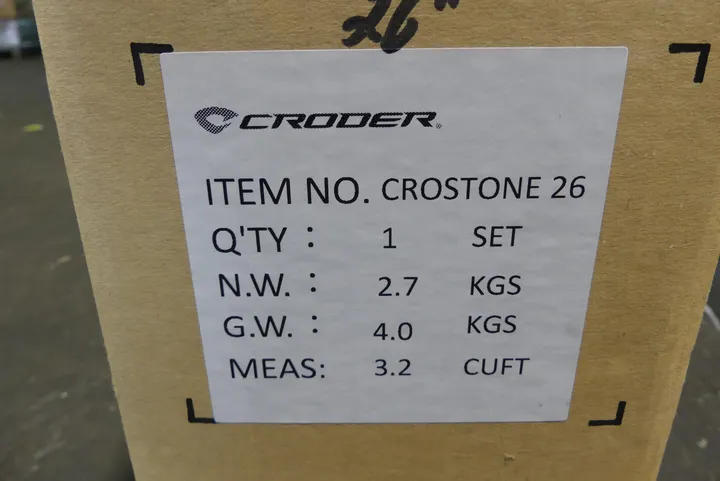 26"
CRODER®
ITEM NO. CROSTONE 26
Q'TY : 1 SET
N.W. : 2.7 KGS
G.W. : 4.0 KGS
MEAS: 3.2 CUFT